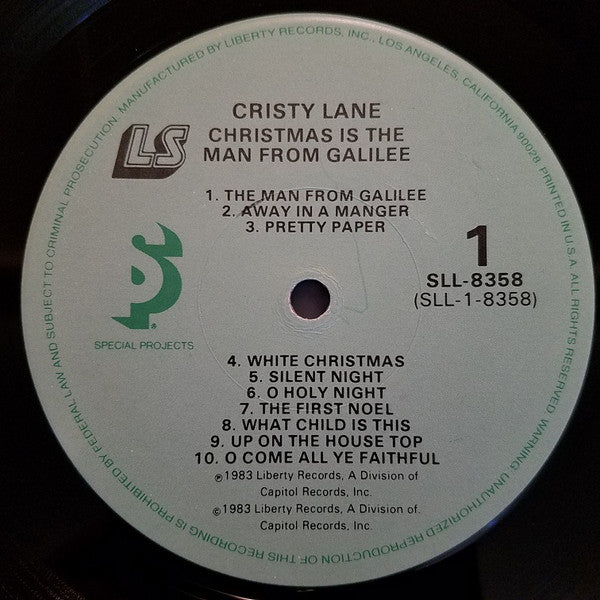 MANUFACTURED BY LIBERTY RECORDS, INC., LOS ANGELES, CALIFORNIA 90028. PRINTED IN U.S.A. ALL RIGHTS RESERVED. WARNING: UNAUTHORIZED REPRODUCTION OF THIS RECORDING IS PROHIBITED BY FEDERAL LAW AND SUBJECT TO CRIMINAL PROSECUTION.
CRISTY LANE
LS
CHRISTMAS IS THE
MAN FROM GALILEE
1. THE MAN FROM GALILEE
2. AWAY IN A MANGER
3. PRETTY PAPER
1
SLL-8358
(SLL-1-8358)
SP®
SPECIAL PROJECTS
4. WHITE CHRISTMAS
5. SILENT NIGHT
6. O HOLY NIGHT
7. THE FIRST NOEL
8. WHAT CHILD IS THIS
9. UP ON THE HOUSE TOP
10. O COME ALL YE FAITHFUL
℗1983 Liberty Records, A Division of
Capitol Records, Inc.
©1983 Liberty Records, A Division of
Capitol Records, Inc.